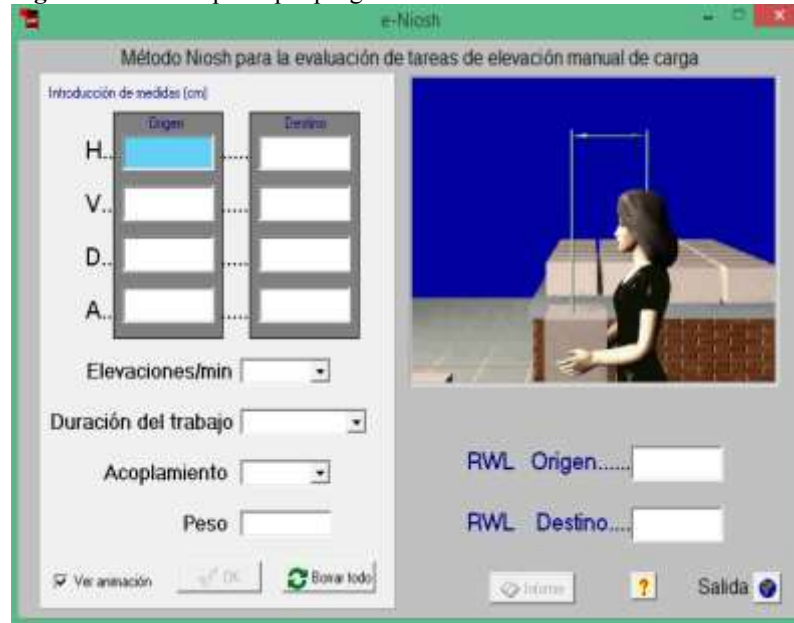 e-Niosh
Método Niosh para la evaluación de tareas de elevación manual de carga
Introducción de medidas (cm)
Origen Destino
H.. .....
V.. .....
D.. .....
A.. .....
Elevaciones/min
Duración del trabajo
Acoplamiento
Peso
Ver animación OK Borrar todo
RWL Origen......
RWL Destino....
Informe ? Salida